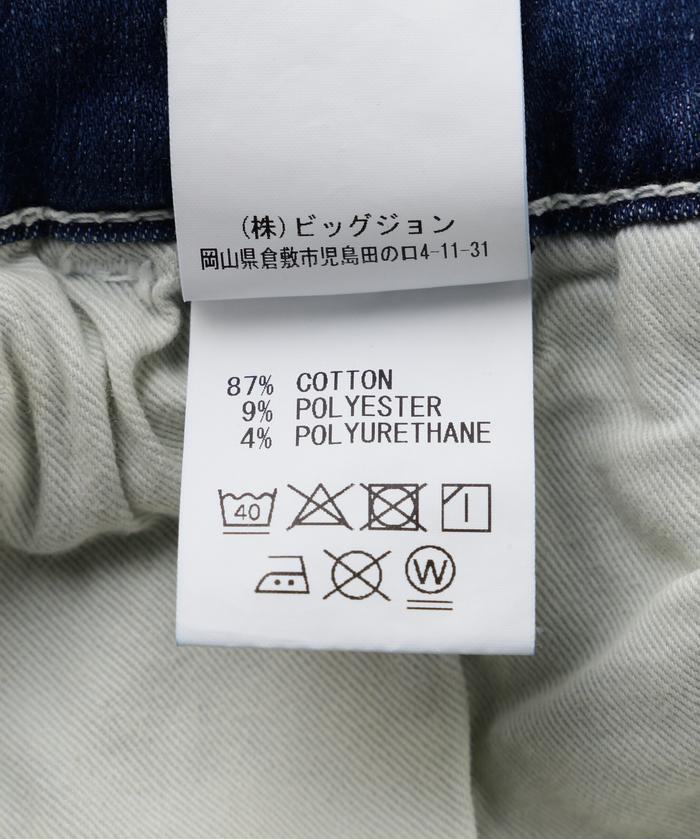 (株)ビッグジョン
岡山県倉敷市児島田の口4-11-31
87% COTTON
9% POLYESTER
4% POLYURETHANE
40
W